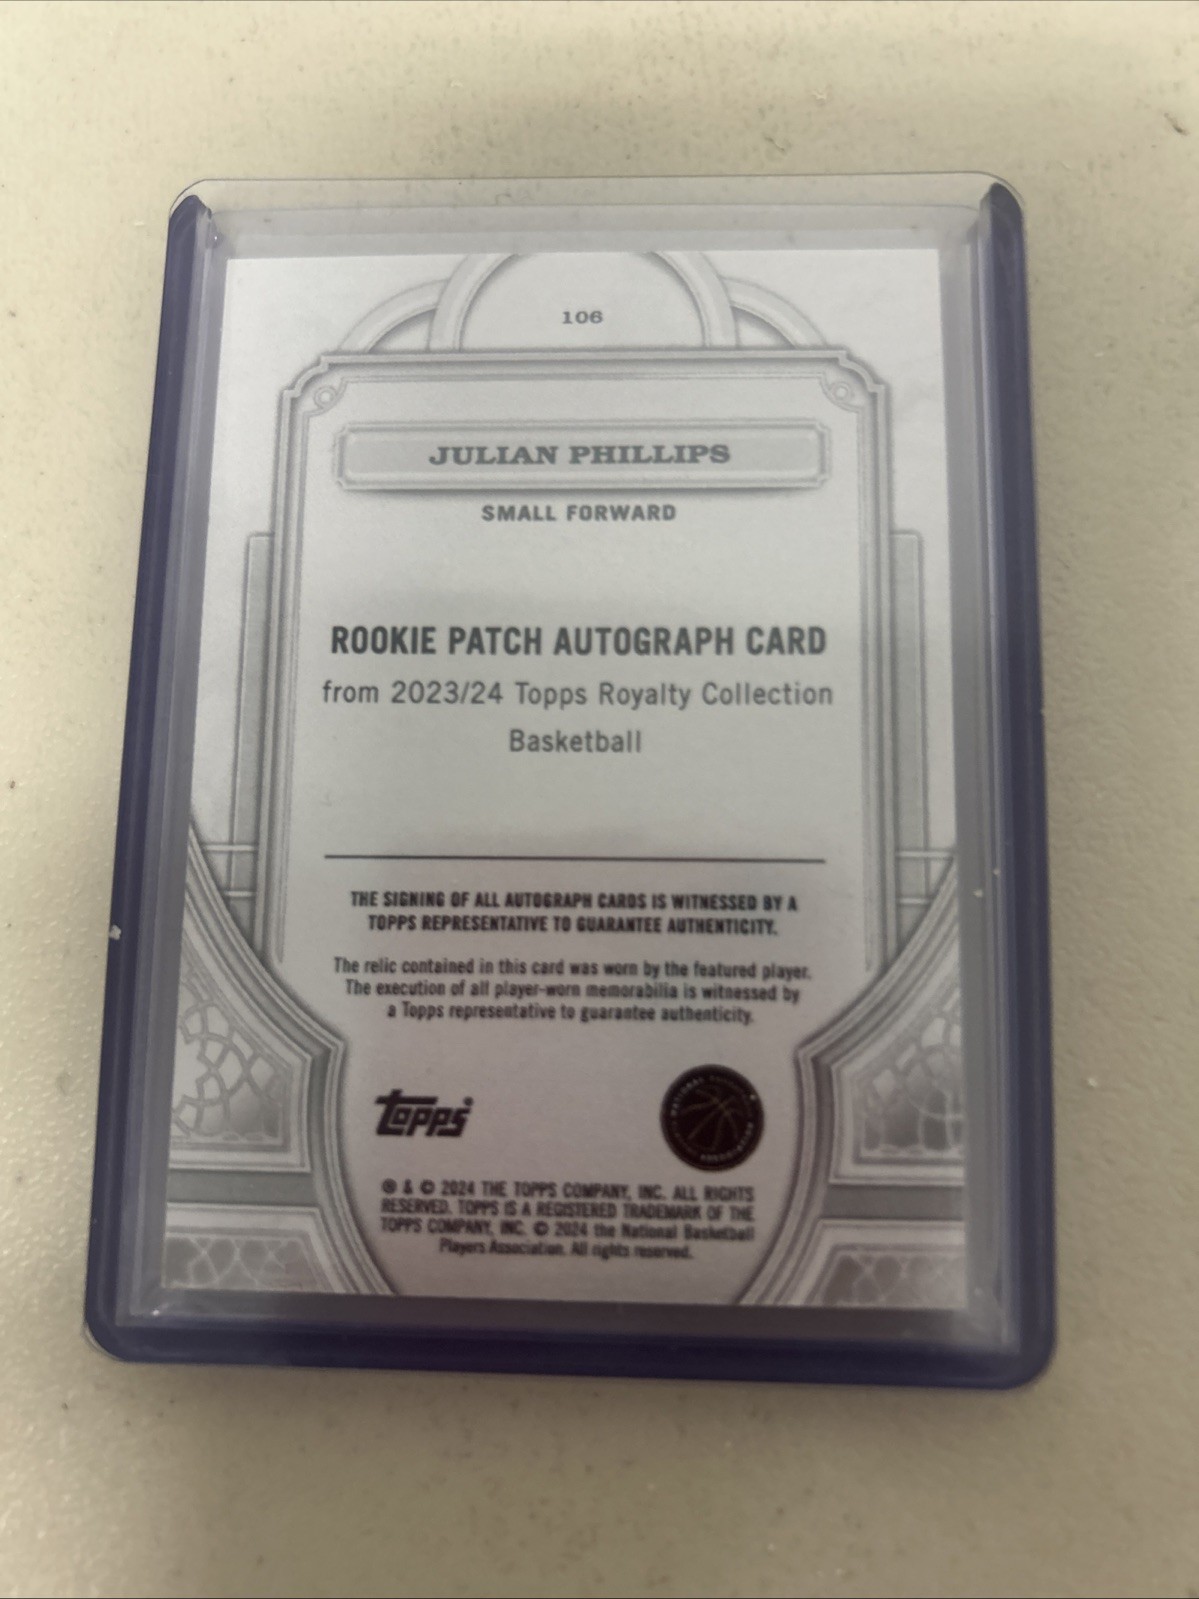 106
JULIAN PHILLIPS
SMALL FORWARD
ROOKIE PATCH AUTOGRAPH CARD
from 2023/24 Topps Royalty Collection
Basketball
THE SIGNING OF ALL AUTOGRAPH CARDS IS WITNESSED BY A
TOPPS REPRESENTATIVE TO GUARANTEE AUTHENTICITY.
The relic contained in this card was worn by the featured player.
The execution of all player-worn memorabilia is witnessed by
a Topps representative to guarantee authenticity.
topps®
NATIONAL ASSOCIATION
® & © 2024 THE TOPPS COMPANY, INC. ALL RIGHTS
RESERVED. TOPPS IS A REGISTERED TRADEMARK OF THE
TOPPS COMPANY, INC. © 2024 the National Basketball
Players Association. All rights reserved.